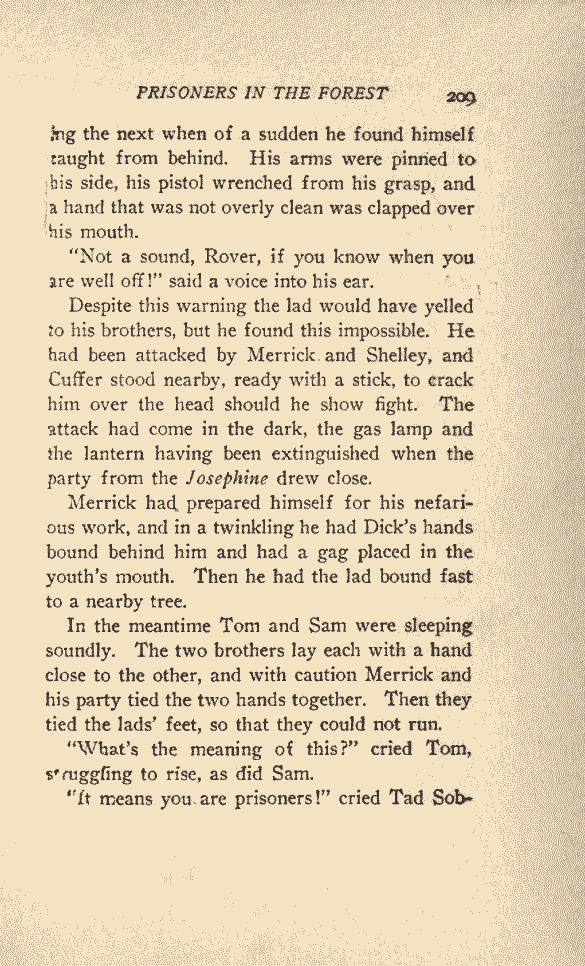 PRISONERS IN THE FOREST 209
ing the next when of a sudden he found himself
caught from behind. His arms were pinned to
his side, his pistol wrenched from his grasp, and
a hand that was not overly clean was clapped over
his mouth.
"Not a sound, Rover, if you know when you
are well off!" said a voice into his ear.
Despite this warning the lad would have yelled
to his brothers, but he found this impossible. He
had been attacked by Merrick and Shelley, and
Cuffer stood nearby, ready with a stick, to crack
him over the head should he show fight. The
attack had come in the dark, the gas lamp and
the lantern having been extinguished when the
party from the Josephine drew close.
Merrick had prepared himself for his nefari-
ous work, and in a twinkling he had Dick's hands
bound behind him and had a gag placed in the
youth's mouth. Then he had the lad bound fast
to a nearby tree.
In the meantime Tom and Sam were sleeping
soundly. The two brothers lay each with a hand
close to the other, and with caution Merrick and
his party tied the two hands together. Then they
tied the lads' feet, so that they could not run.
"What's the meaning of this?" cried Tom,
struggling to rise, as did Sam.
"It means you are prisoners!" cried Tad Sob-